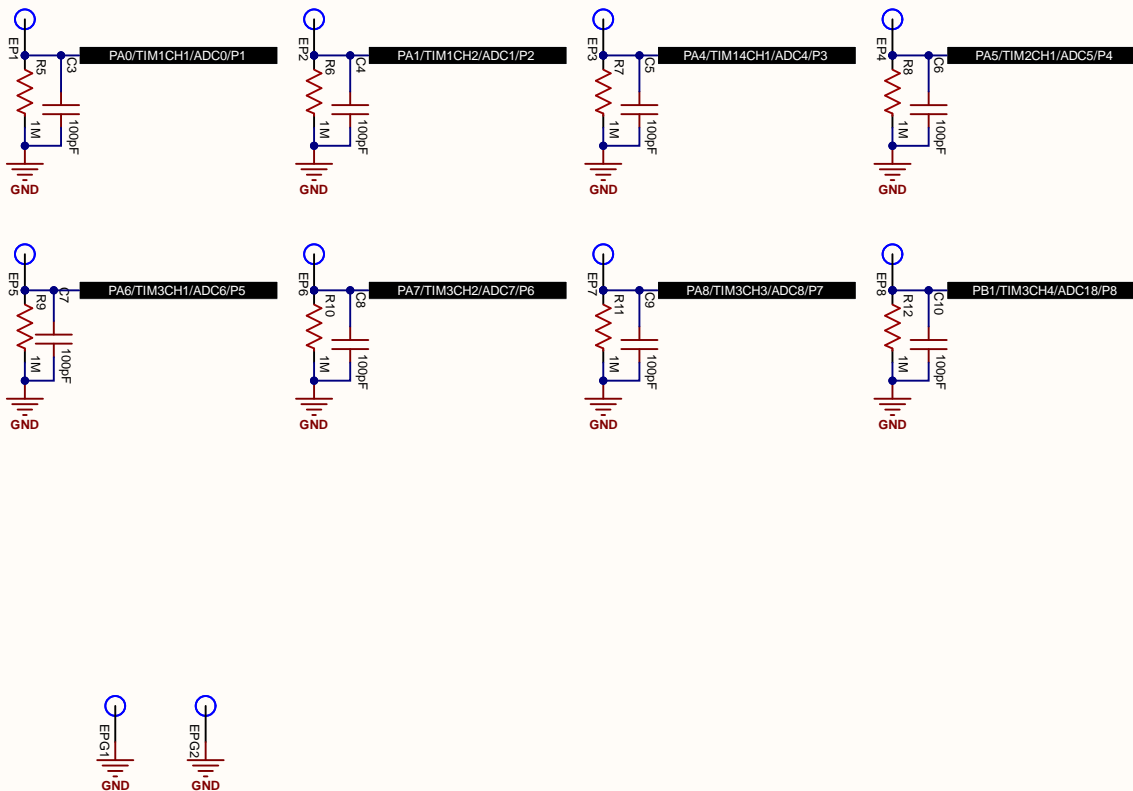 EP1
R5
1M
C3
100pF
PA0/TIM1CH1/ADC0/P1
GND
EP2
R6
1M
C4
100pF
PA1/TIM1CH2/ADC1/P2
GND
EP3
R7
1M
C5
100pF
PA4/TIM14CH1/ADC4/P3
GND
EP4
R8
1M
C6
100pF
PA5/TIM2CH1/ADC5/P4
GND
EP5
R9
1M
C7
100pF
PA6/TIM3CH1/ADC6/P5
GND
EP6
R10
1M
C8
100pF
PA7/TIM3CH2/ADC7/P6
GND
EP7
R11
1M
C9
100pF
PA8/TIM3CH3/ADC8/P7
GND
EP8
R12
1M
C10
100pF
PB1/TIM3CH4/ADC18/P8
GND
EPG1
GND
EPG2
GND